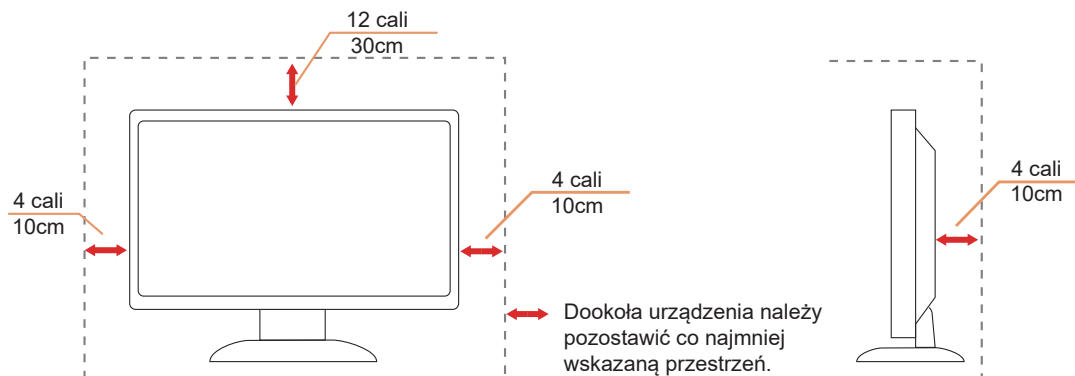 12 cali
30cm
4 cali
10cm
4 cali
10cm
4 cali
10cm
Dookoła urządzenia należy
pozostawić co najmniej
wskazaną przestrzeń.